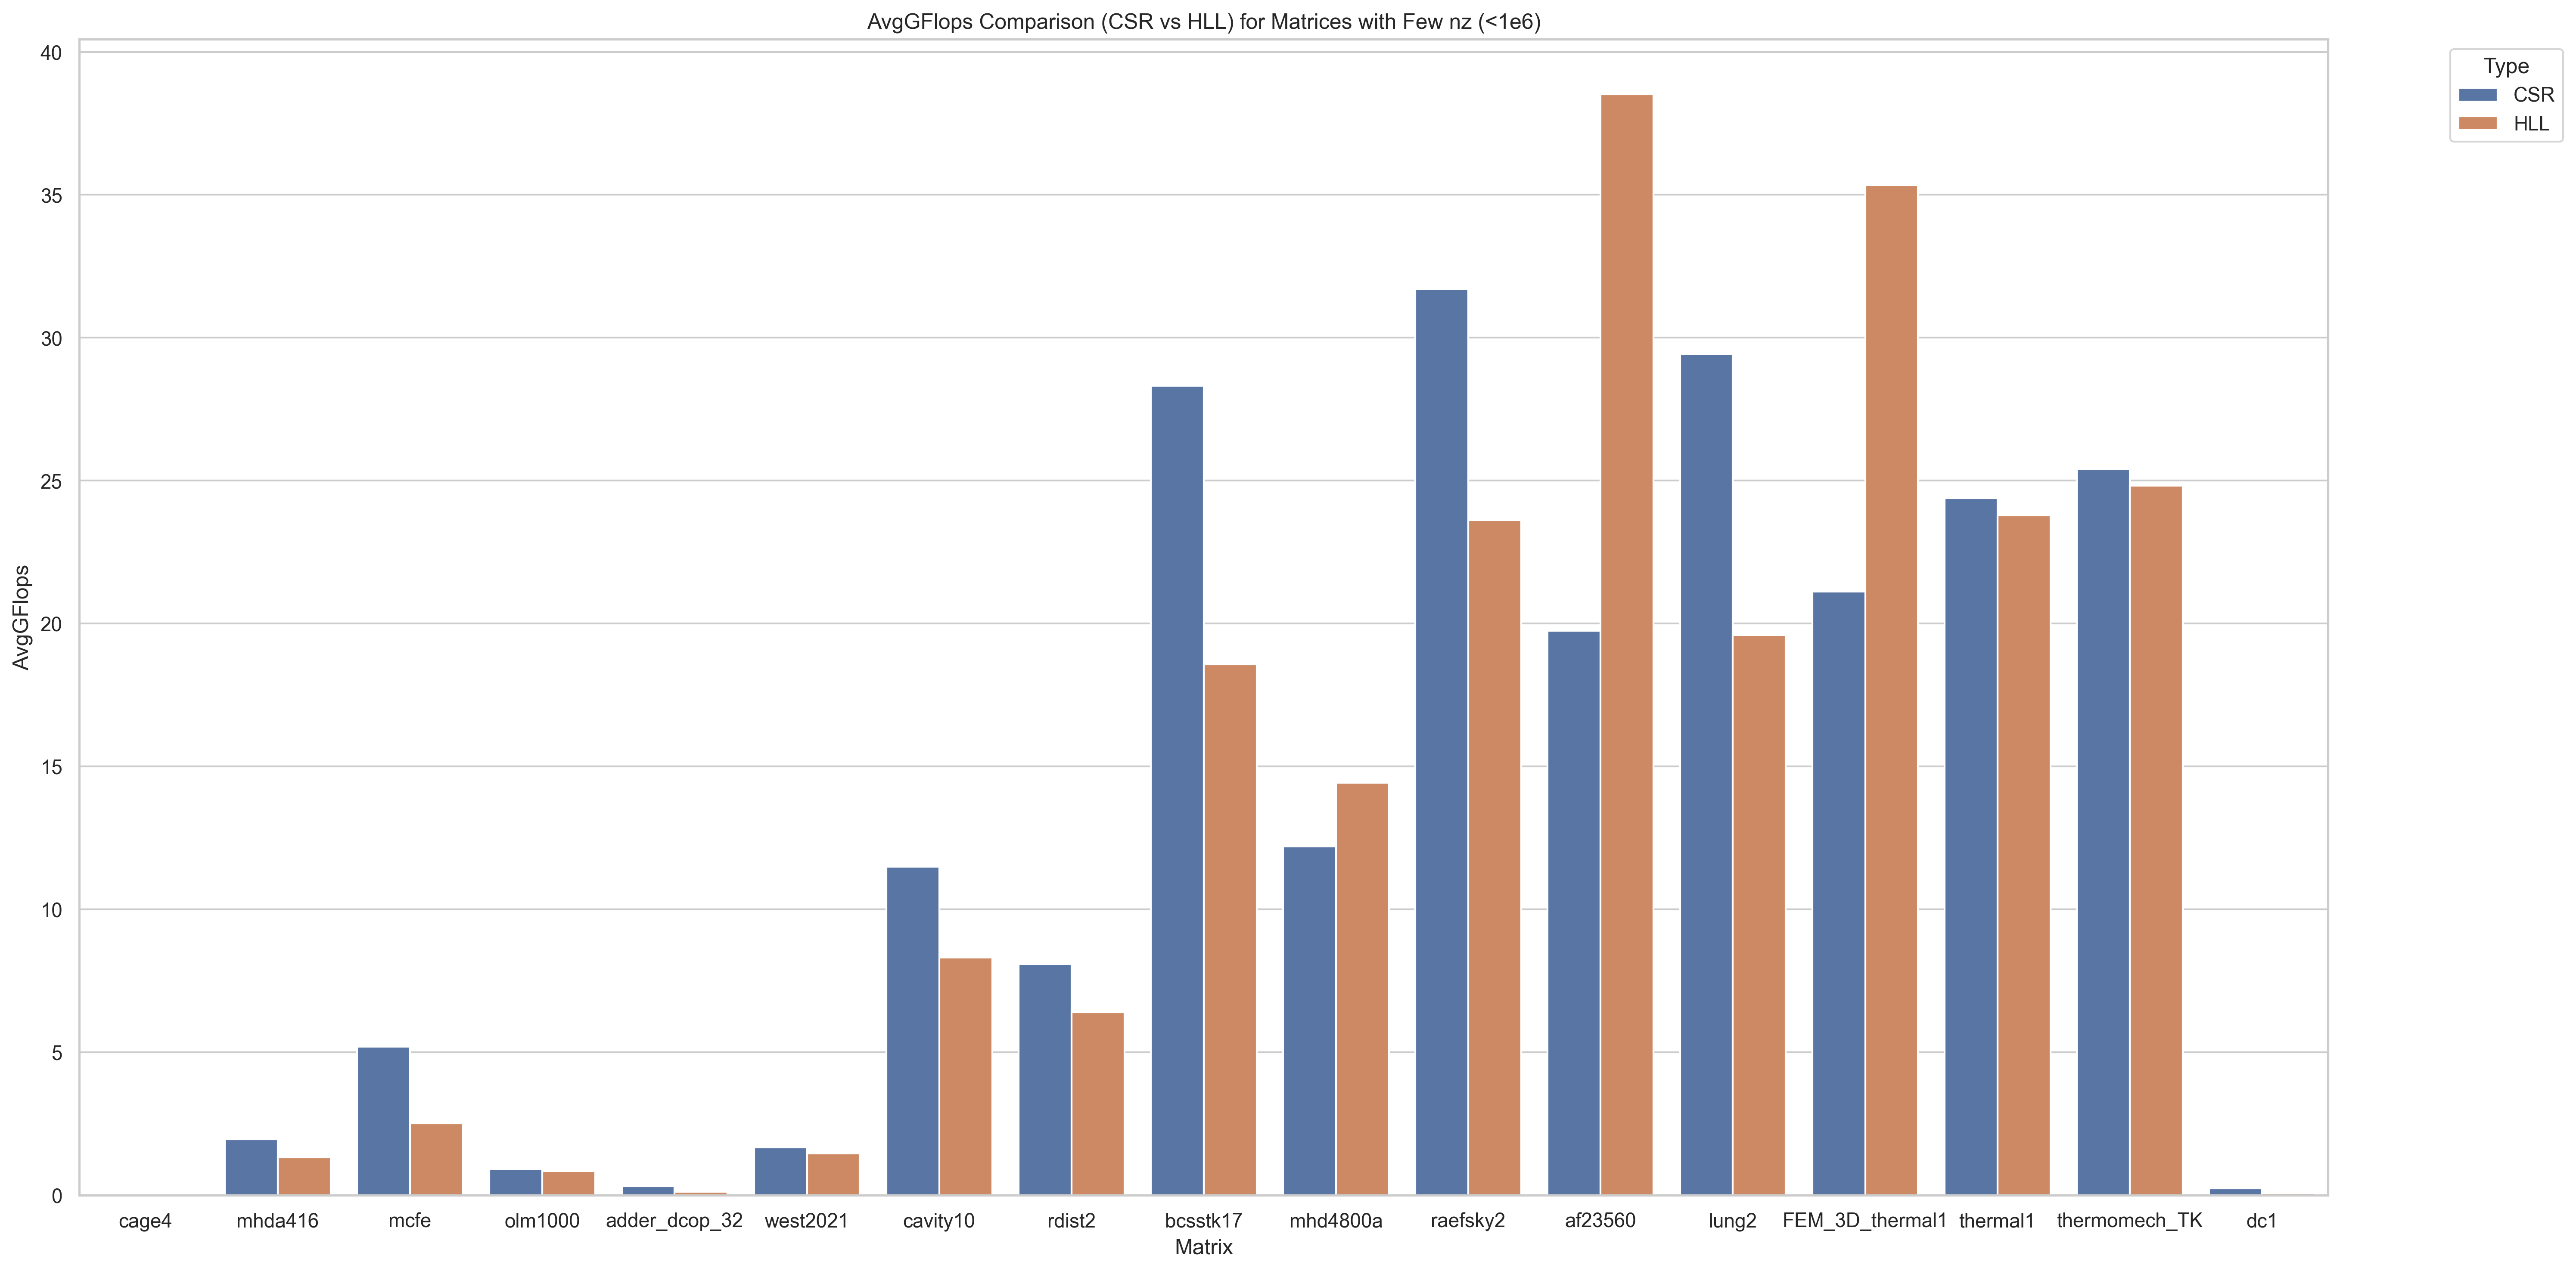 AvgGFlops Comparison (CSR vs HLL) for Matrices with Few nz (<1e6)
Type
CSR
HLL
AvgGFlops
40
35
30
25
20
15
10
5
0
cage4 mhda416 mcfe olm1000 adder_dcop_32 west2021 cavity10 rdist2 bcsstk17 mhd4800a raefsky2 af23560 lung2 FEM_3D_thermal1 thermal1 thermomech_TK dc1
Matrix